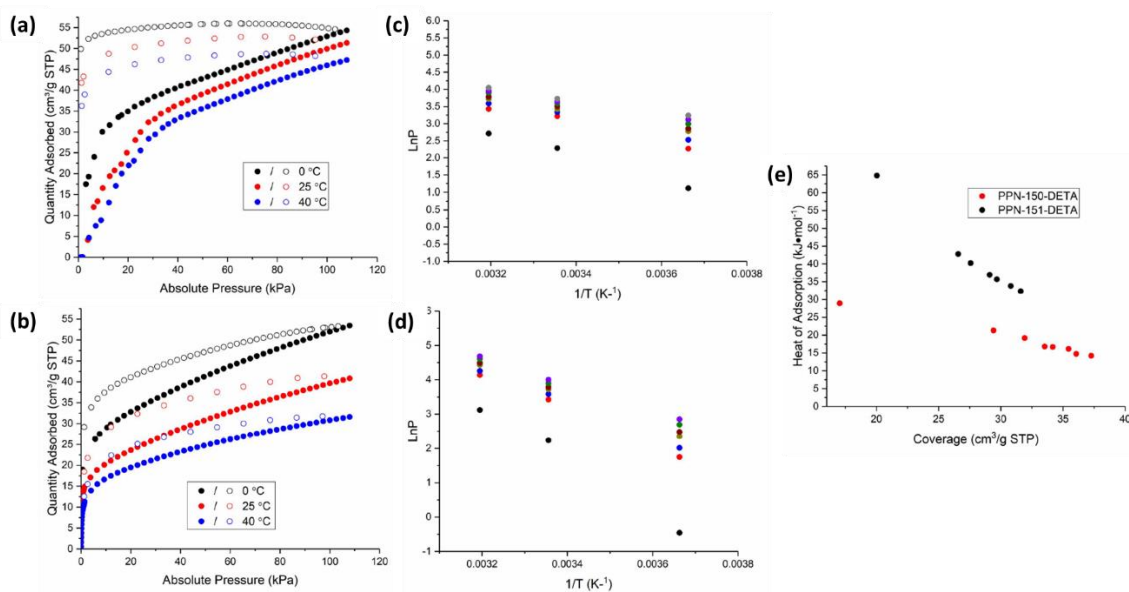 (a)
Quantity Adsorbed (cm³/g STP)
55
50
45
40
35
30
25
20
15
10
5
0
/ 0 °C
/ 25 °C
/ 40 °C
0 20 40 60 80 100 120
Absolute Pressure (kPa)
(b)
Quantity Adsorbed (cm³/g STP)
55
50
45
40
35
30
25
20
15
10
5
0
/ 0 °C
/ 25 °C
/ 40 °C
0 20 40 60 80 100 120
Absolute Pressure (kPa)
(c)
LnP
6.0
5.5
5.0
4.5
4.0
3.5
3.0
2.5
2.0
1.5
1.0
0.5
0.0
-1.0
0.0032 0.0034 0.0036 0.0038
1/T (K-¹)
(d)
LnP
6
5
4
3
2
1
0
-1
0.0032 0.0034 0.0036 0.0038
1/T (K-¹)
(e)
Heat of Adsorption (kJ•mol⁻¹)
65
60
55
50
45
40
35
30
25
20
15
10
5
0
PPN-150-DETA
PPN-151-DETA
20 30 40
Coverage (cm³/g STP)